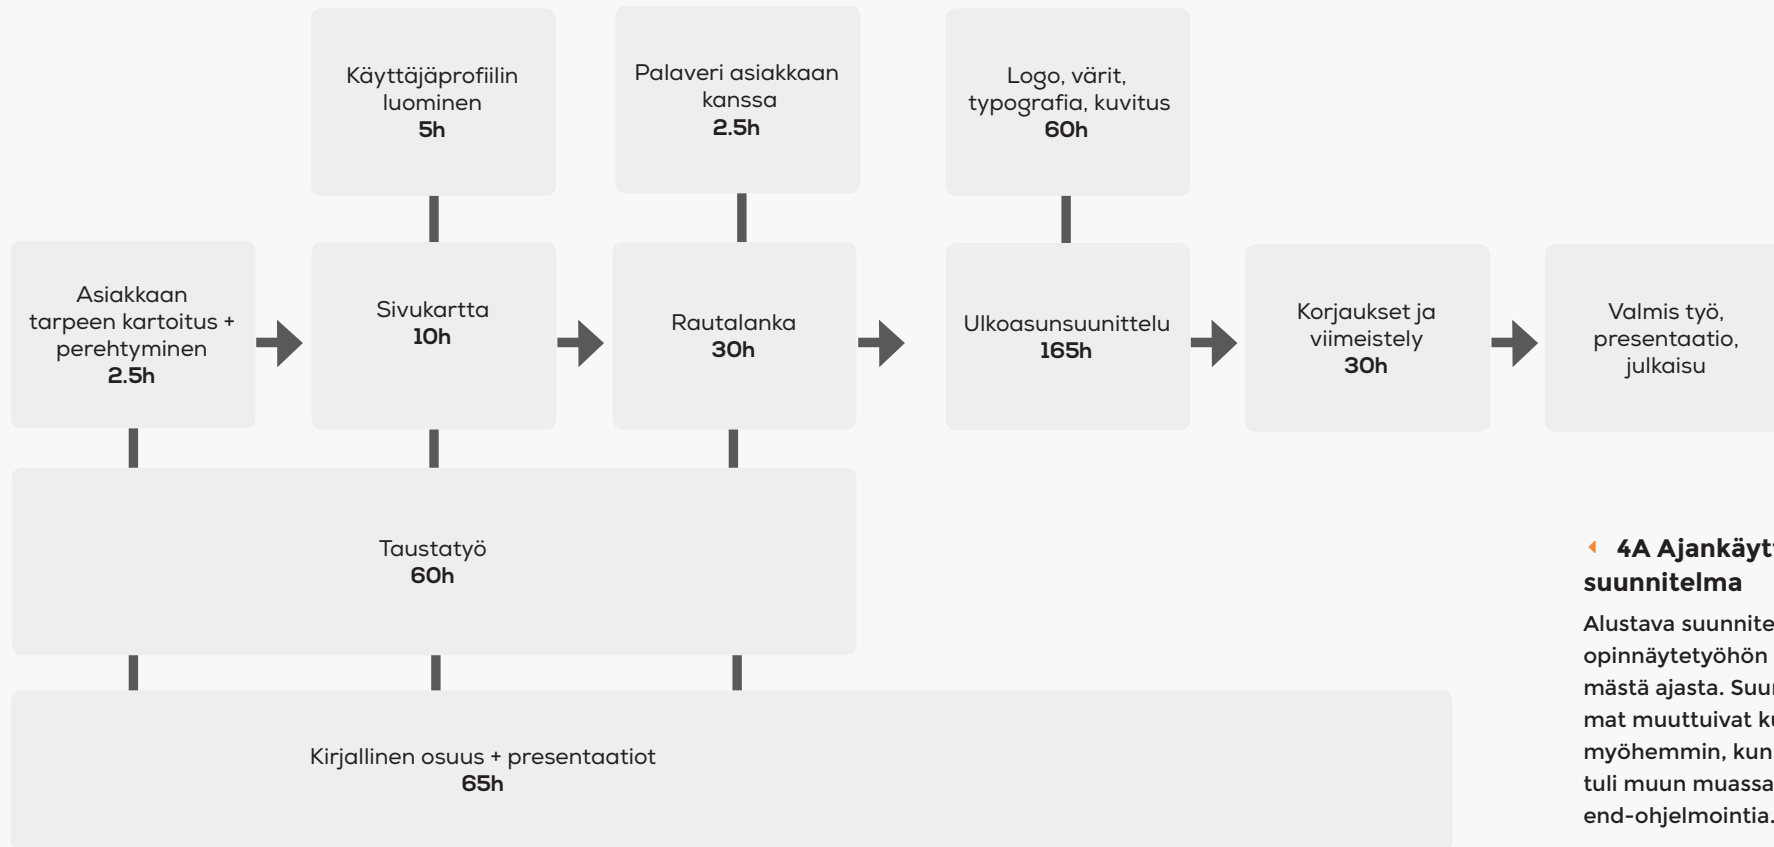 Käyttäjäprofiilin
luominen
5h
Palaveri asiakkaan
kanssa
2.5h
Logo, värit,
typografia, kuvitus
60h
Asiakkaan
tarpeen kartoitus +
perehtyminen
2.5h
Sivukartta
10h
Rautalanka
30h
Ulkoasunsuunittelu
165h
Korjaukset ja
viimeistely
30h
Valmis työ,
presentaatio,
julkaisu
Taustatyö
60h
Kirjallinen osuus + presentaatiot
65h
4A
suunnitelma
Alustava
opinnäytetyöhön
mästä ajasta.
mat muuttuivat
myöhemmin, kun
tuli muun muassa
end-ohjelmointia.